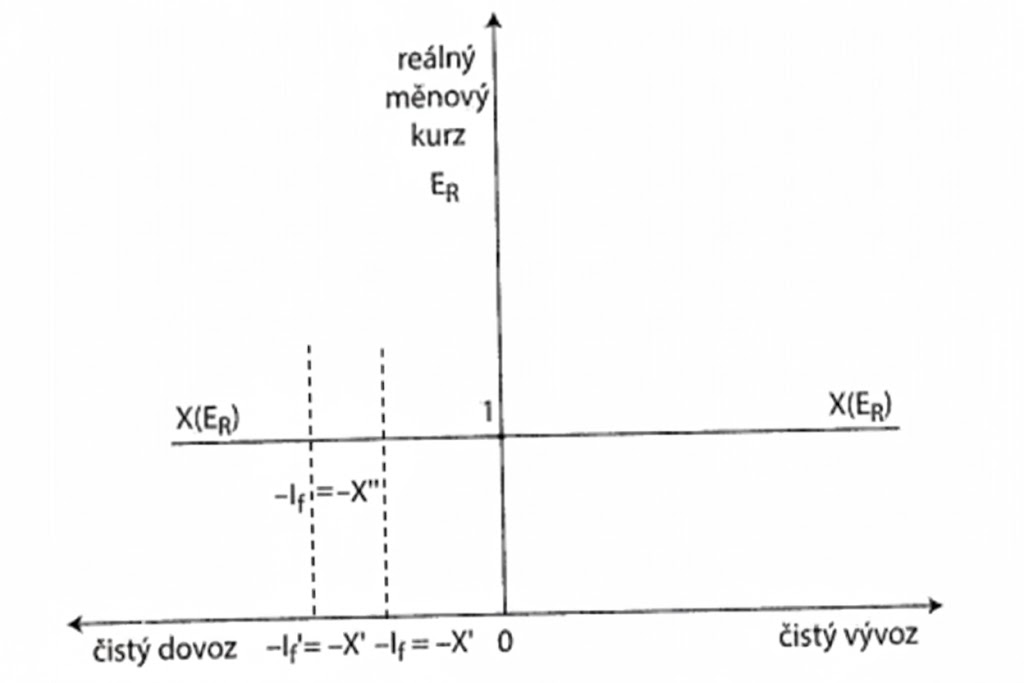 reálný
měnový
kurz
E_R
1
X(E_R)
X(E_R)
–I_f'=–X''
čistý dovoz
–I_f'= –X'
–I_f = –X'
0
čistý vývoz